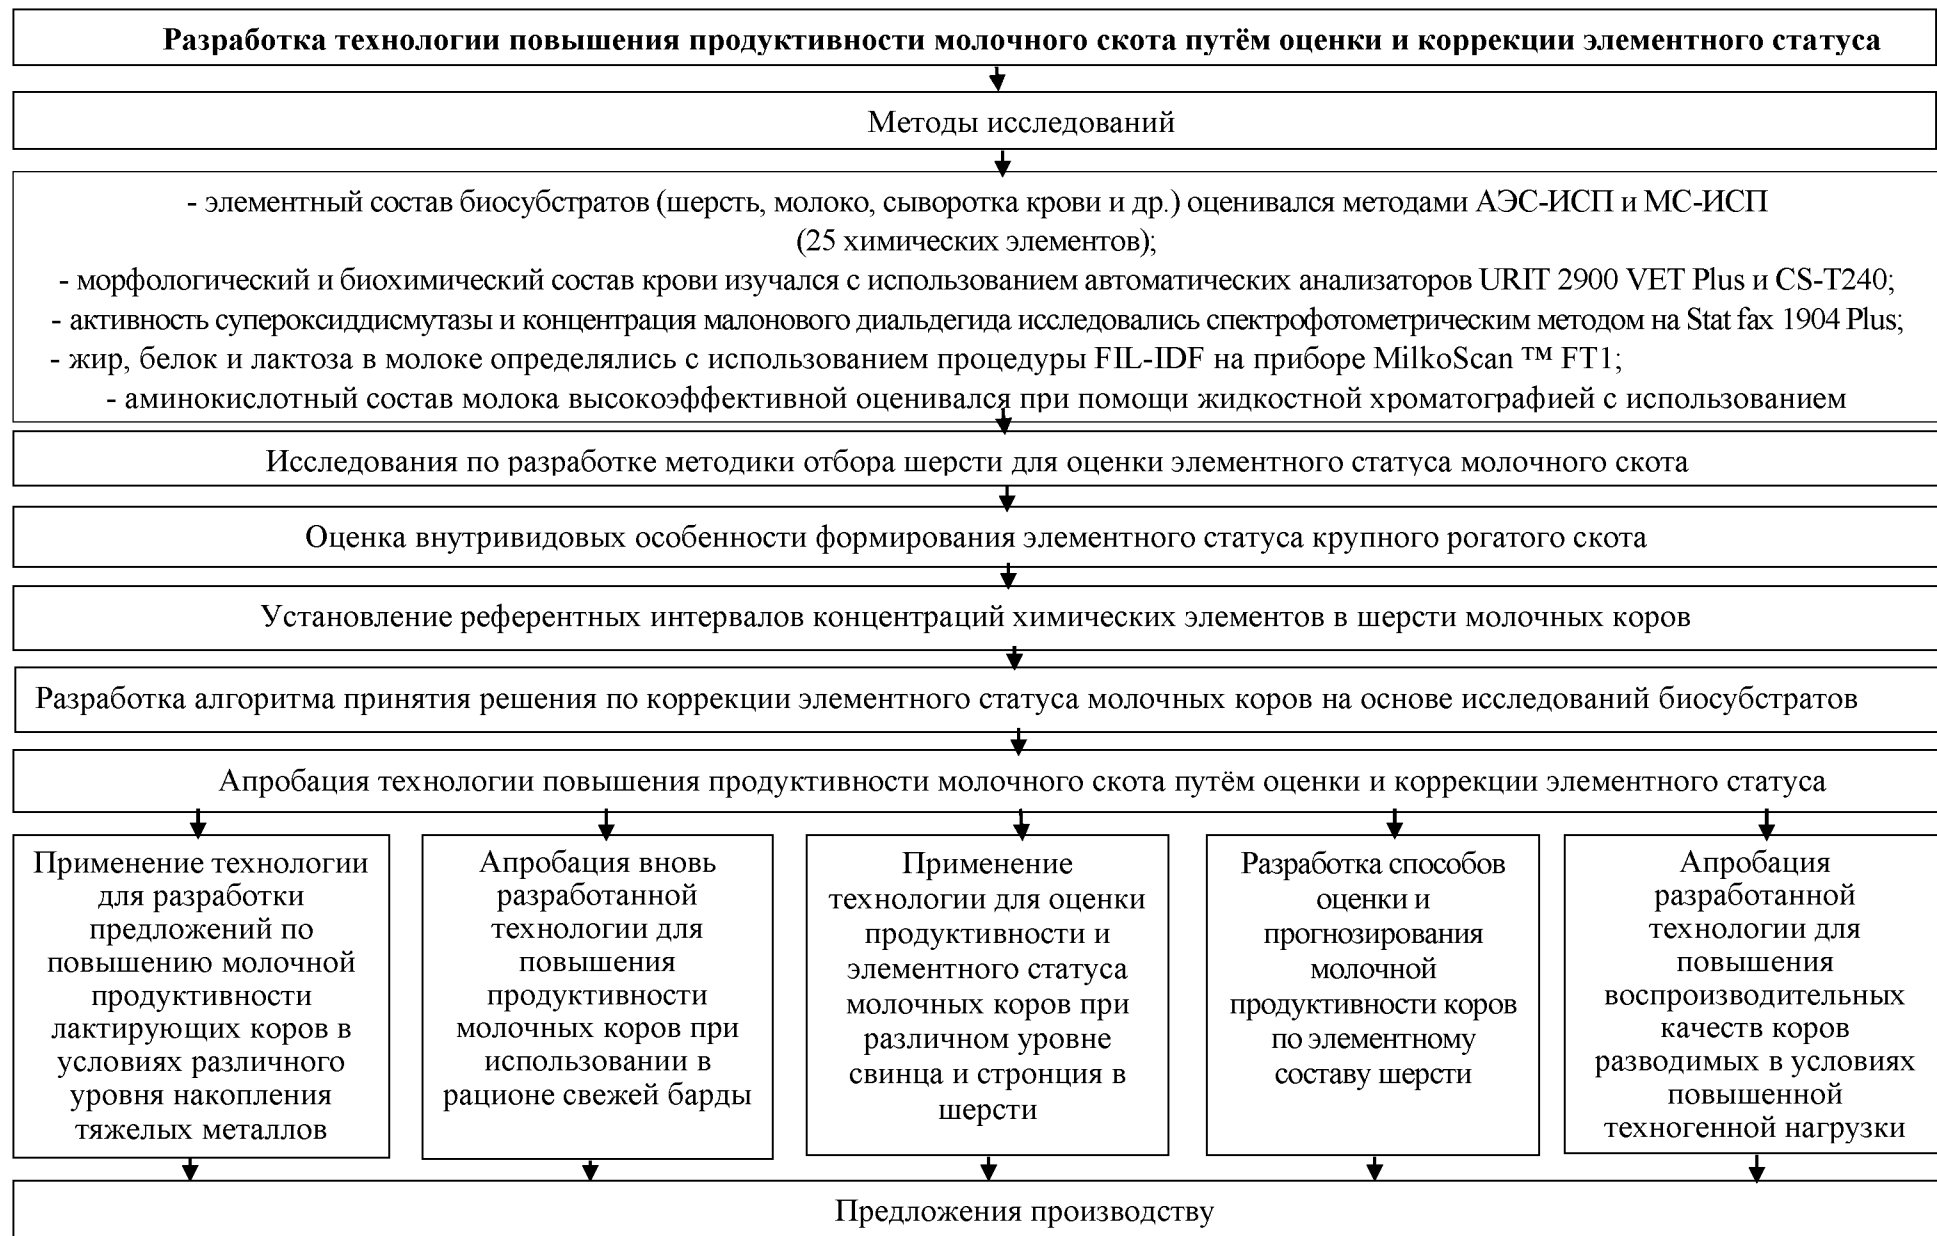 Разработка технологии повышения продуктивности молочного скота путём оценки и коррекции элементного статуса
Методы исследований
- элементный состав биосубстратов (шерсть, молоко, сыворотка крови и др.) оценивался методами АЭС-ИСП и МС-ИСП
(25 химических элементов);
- морфологический и биохимический состав крови изучался с использованием автоматических анализаторов URIT 2900 VET Plus и CS-T240;
- активность супероксиддисмутазы и концентрация малонового диальдегида исследовались спектрофотометрическим методом на Stat fax 1904 Plus;
- жир, белок и лактоза в молоке определялись с использованием процедуры FIL-IDF на приборе MilkoScan ™ FT1;
- аминокислотный состав молока высокоэффективной оценивался при помощи жидкостной хроматографией с использованием
Исследования по разработке методики отбора шерсти для оценки элементного статуса молочного скота
Оценка внутривидовых особенности формирования элементного статуса крупного рогатого скота
Установление референтных интервалов концентраций химических элементов в шерсти молочных коров
Разработка алгоритма принятия решения по коррекции элементного статуса молочных коров на основе исследований биосубстратов
Апробация технологии повышения продуктивности молочного скота путём оценки и коррекции элементного статуса
Применение технологии
для разработки
предложений по
повышению молочной
продуктивности
лактирующих коров в
условиях различного
уровня накопления
тяжелых металлов
Апробация вновь
разработанной
технологии для
повышения
продуктивности
молочных коров при
использовании в
рационе свежей барды
Применение
технологии для оценки
продуктивности и
элементного статуса
молочных коров при
различном уровне
свинца и стронция в
шерсти
Разработка способов
оценки и
прогнозирования
молочной
продуктивности коров
по элементному
составу шерсти
Апробация
разработанной
технологии для
повышения
воспроизводительных
качеств коров
разводимых в условиях
повышенной
техногенной нагрузки
Предложения производству